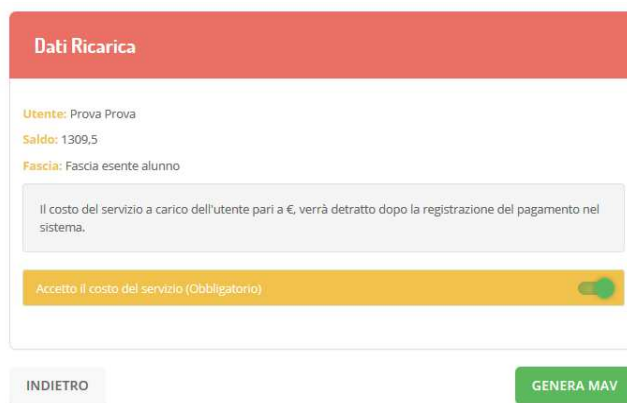 Dati Ricarica
Utente: Prova Prova
Saldo: 1309,5
Fascia: Fascia esente alunno
Il costo del servizio a carico dell'utente pari a €, verrà detratto dopo la registrazione del pagamento nel
sistema.
Accetto il costo del servizio (Obbligatorio)
INDIETRO
GENERA MAV